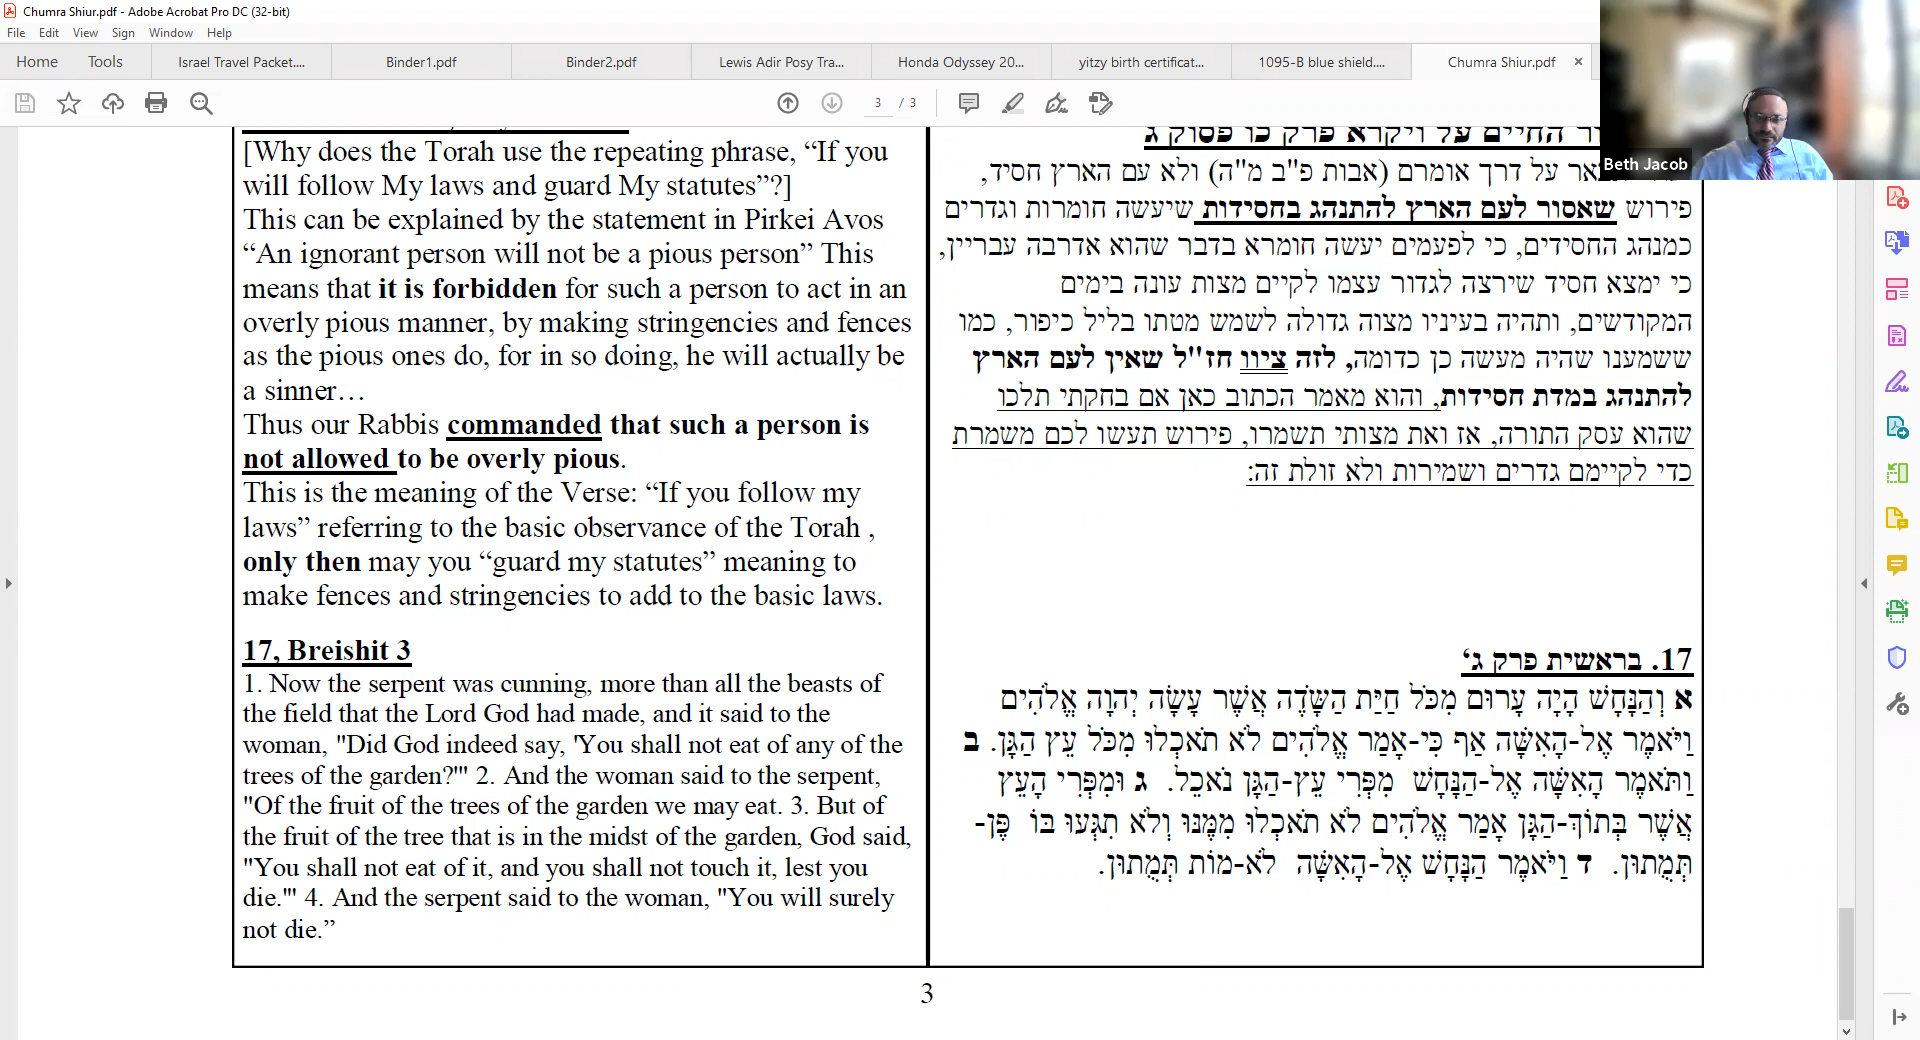 Chumra Shiur.pdf - Adobe Acrobat Pro DC (32-bit)
File Edit View Sign Window Help
Home Tools Israel Travel Packet.... Binder1.pdf Binder2.pdf Lewis Adir Posy Tra... Honda Odyssey 20... yitzy birth certificat... 1095-B blue shield.... Chumra Shiur.pdf ×
3 / 3
Beth Jacob
[Why does the Torah use the repeating phrase, “If you
will follow My laws and guard My statutes”?]
This can be explained by the statement in Pirkei Avos
“An ignorant person will not be a pious person” This
means that it is forbidden for such a person to act in an
overly pious manner, by making stringencies and fences
as the pious ones do, for in so doing, he will actually be
a sinner…
Thus our Rabbis commanded that such a person is
not allowed to be overly pious.
This is the meaning of the Verse: “If you follow my
laws” referring to the basic observance of the Torah ,
only then may you “guard my statutes” meaning to
make fences and stringencies to add to the basic laws.
17, Breishit 3
1. Now the serpent was cunning, more than all the beasts of
the field that the Lord God had made, and it said to the
woman, "Did God indeed say, 'You shall not eat of any of the
trees of the garden?'" 2. And the woman said to the serpent,
"Of the fruit of the trees of the garden we may eat. 3. But of
the fruit of the tree that is in the midst of the garden, God said,
"You shall not eat of it, and you shall not touch it, lest you
die.'" 4. And the serpent said to the woman, "You will surely
not die.”
החיים על ויקרא פרק כו פסוק ג
על דרך אומרם (אבות פ"ב מ"ה) ולא עם הארץ חסיד,
פירוש שאסור לעם הארץ להתנהג בחסידות שיעשה חומרות וגדרים
כמנהג החסידים, כי לפעמים יעשה חומרא בדבר שהוא אדרבה עבריין,
כי ימצא חסיד שירצה לגדור עצמו לקיים מצות עונה בימים
המקודשים, ותהיה בעיניו מצוה גדולה לשמש מטתו בליל כיפור, כמו
ששמענו שהיה מעשה כן כדומה, לזה ציוו חז"ל שאין לעם הארץ
להתנהג במדת חסידות, והוא מאמר הכתוב כאן אם בחקתי תלכו
שהוא עסק התורה, אז ואת מצותי תשמרו, פירוש תעשו לכם משמרת
כדי לקיימם גדרים ושמירות ולא זולת זה:
17. בראשית פרק ג‘
א וְהַנָּחָשׁ הָיָה עָרוּם מִכֹּל חַיַּת הַשָּׂדֶה אֲשֶׁר עָשָׂה יְהוָה אֱלֹהִים
וַיֹּאמֶר אֶל-הָאִשָּׁה אַף כִּי-אָמַר אֱלֹהִים לֹא תֹאכְלוּ מִכֹּל עֵץ הַגָּן. ב
וַתֹּאמֶר הָאִשָּׁה אֶל-הַנָּחָשׁ מִפְּרִי עֵץ-הַגָּן נֹאכֵל. ג וּמִפְּרִי הָעֵץ
אֲשֶׁר בְּתוֹךְ-הַגָּן אָמַר אֱלֹהִים לֹא תֹאכְלוּ מִמֶּנּוּ וְלֹא תִגְּעוּ בּוֹ פֶּן-
תְּמֻתוּן. ד וַיֹּאמֶר הַנָּחָשׁ אֶל-הָאִשָּׁה לֹא-מוֹת תְּמֻתוּן.
3